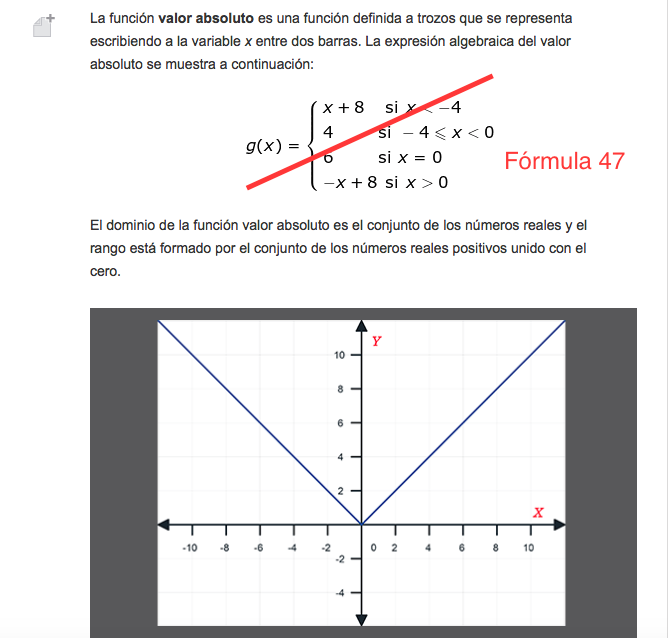 La función valor absoluto es una función definida a trozos que se representa
escribiendo a la variable x entre dos barras. La expresión algebraica del valor
absoluto se muestra a continuación:
x + 8 si x < −4
4 si − 4 ⩽ x < 0
g(x) =
6 si x = 0
−x + 8 si x > 0
Fórmula 47
El dominio de la función valor absoluto es el conjunto de los números reales y el
rango está formado por el conjunto de los números reales positivos unido con el
cero.
Y
10
8
6
4
2
X
-10 -8 -6 -4 -2 0 2 4 6 8 10
-2
-4